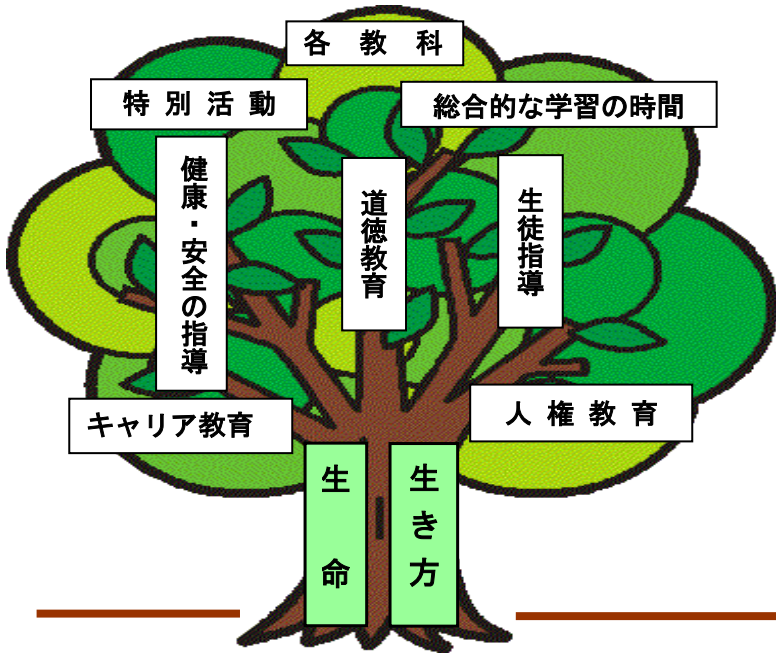 各教科
特別活動
総合的な学習の時間
健康・安全の指導
道徳教育
生徒指導
キャリア教育
人権教育
生命
生き方